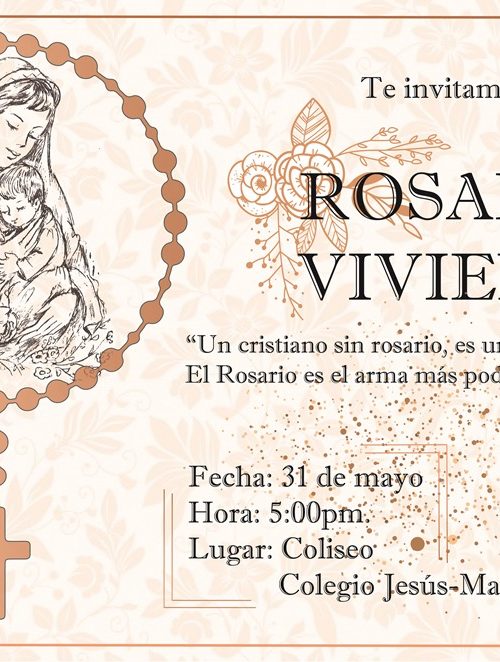 Te invitam
ROSA
VIVIE
“Un cristiano sin rosario, es un
El Rosario es el arma más pod
Fecha: 31 de mayo
Hora: 5:00pm.
Lugar: Coliseo
Colegio Jesús-Ma